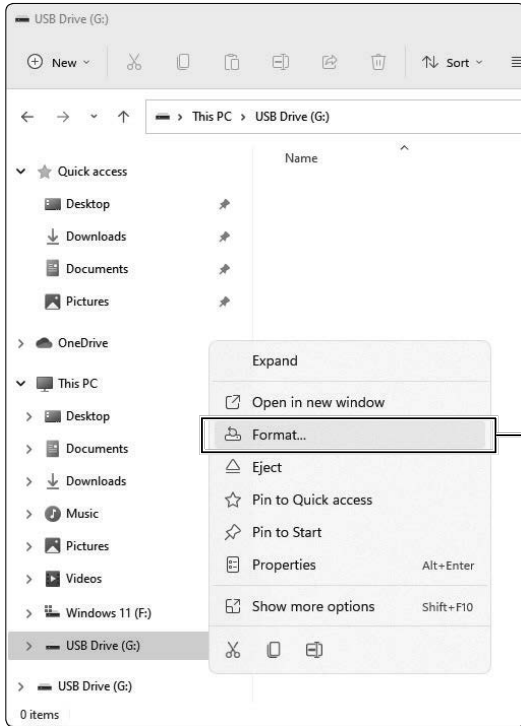 USB Drive (G:)
New Sort
This PC > USB Drive (G:)
Name
Quick access
Desktop
Downloads
Documents
Pictures
OneDrive
This PC
Desktop
Documents
Downloads
Music
Pictures
Videos
Windows 11 (F:)
USB Drive (G:)
USB Drive (G:)
0 items
Expand
Open in new window
Format...
Eject
Pin to Quick access
Pin to Start
Properties Alt+Enter
Show more options Shift+F10